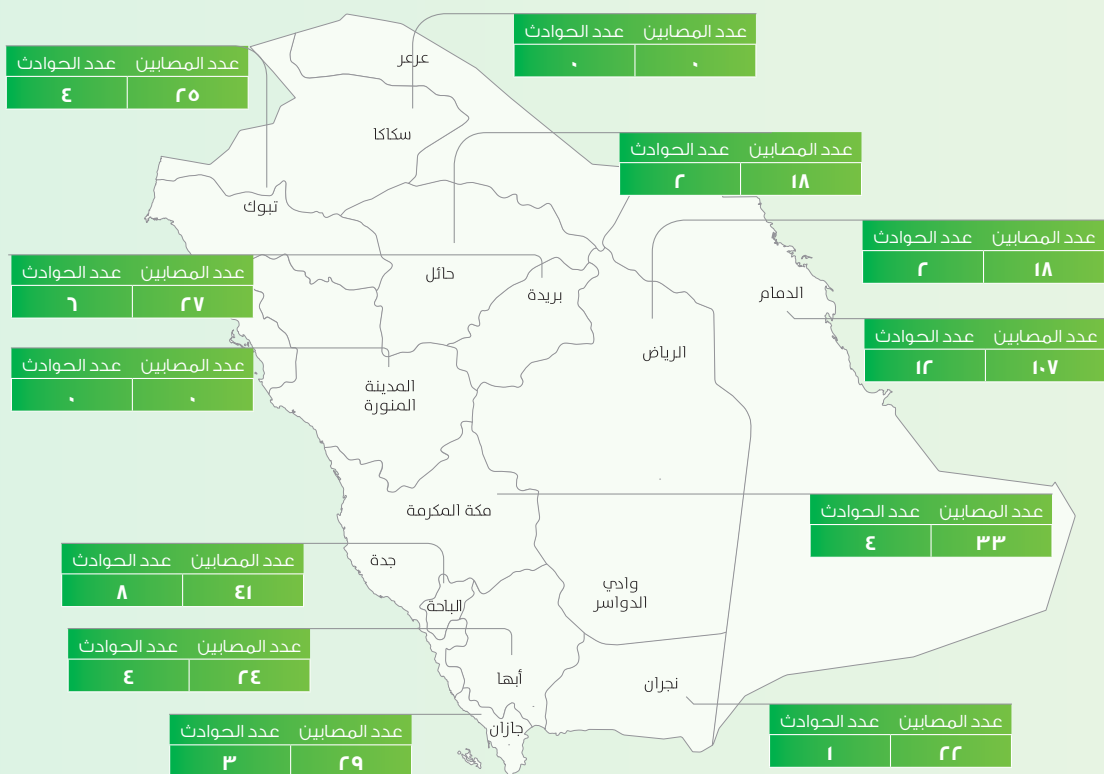 عدد المصابين عدد الحوادث
٠ ٠
عرعر
عدد المصابين عدد الحوادث
٢٥ ٤
سكاكا
عدد المصابين عدد الحوادث
١٨ ٢
تبوك
عدد المصابين عدد الحوادث
١٨ ٢
عدد المصابين عدد الحوادث
٢٧ ٦
حائل
بريدة
الدمام
عدد المصابين عدد الحوادث
١٠٧ ١٢
الرياض
عدد المصابين عدد الحوادث
٠ ٠
المدينة
المنورة
مكة المكرمة
عدد المصابين عدد الحوادث
٣٣ ٤
جدة
عدد المصابين عدد الحوادث
٤١ ٨
وادي
الدواسر
الباحة
عدد المصابين عدد الحوادث
٢٤ ٤
أبها
نجران
عدد المصابين عدد الحوادث
٢٢ ١
جازان
عدد المصابين عدد الحوادث
٢٩ ٣